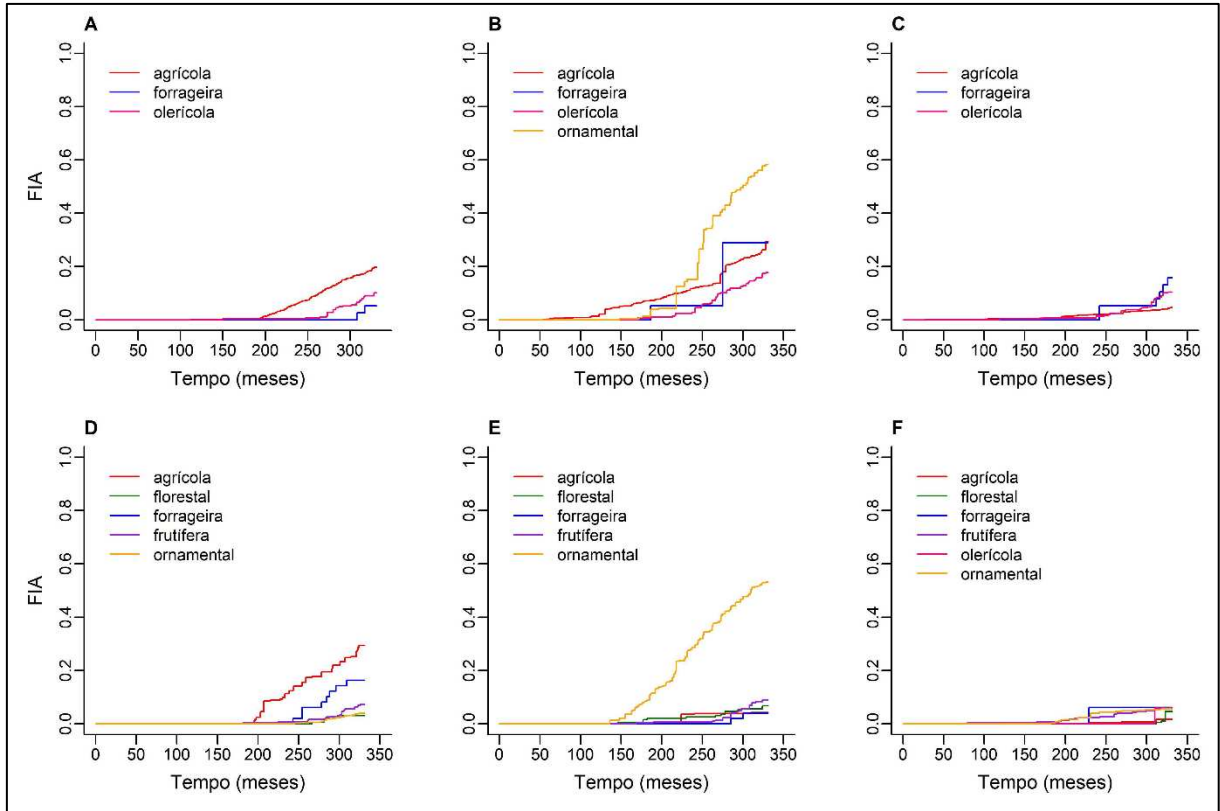 A
FIA
1.0
0.8
0.6
0.4
0.2
0.0
agrícola
forrageira
olerícola
0 50 100 150 200 250 300
Tempo (meses)
B
1.0
0.8
0.6
0.4
0.2
0.0
agrícola
forrageira
olerícola
ornamental
0 50 100 150 200 250 300 350
Tempo (meses)
C
1.0
0.8
0.6
0.4
0.2
0.0
agrícola
forrageira
olerícola
0 50 100 150 200 250 300 350
Tempo (meses)
D
FIA
1.0
0.8
0.6
0.4
0.2
0.0
agrícola
florestal
forrageira
frutífera
ornamental
0 50 100 150 200 250 300 350
Tempo (meses)
E
1.0
0.8
0.6
0.4
0.2
0.0
agrícola
florestal
forrageira
frutífera
ornamental
0 50 100 150 200 250 300 350
Tempo (meses)
F
1.0
0.8
0.6
0.4
0.2
0.0
agrícola
florestal
forrageira
frutífera
olerícola
ornamental
0 50 100 150 200 250 300 350
Tempo (meses)